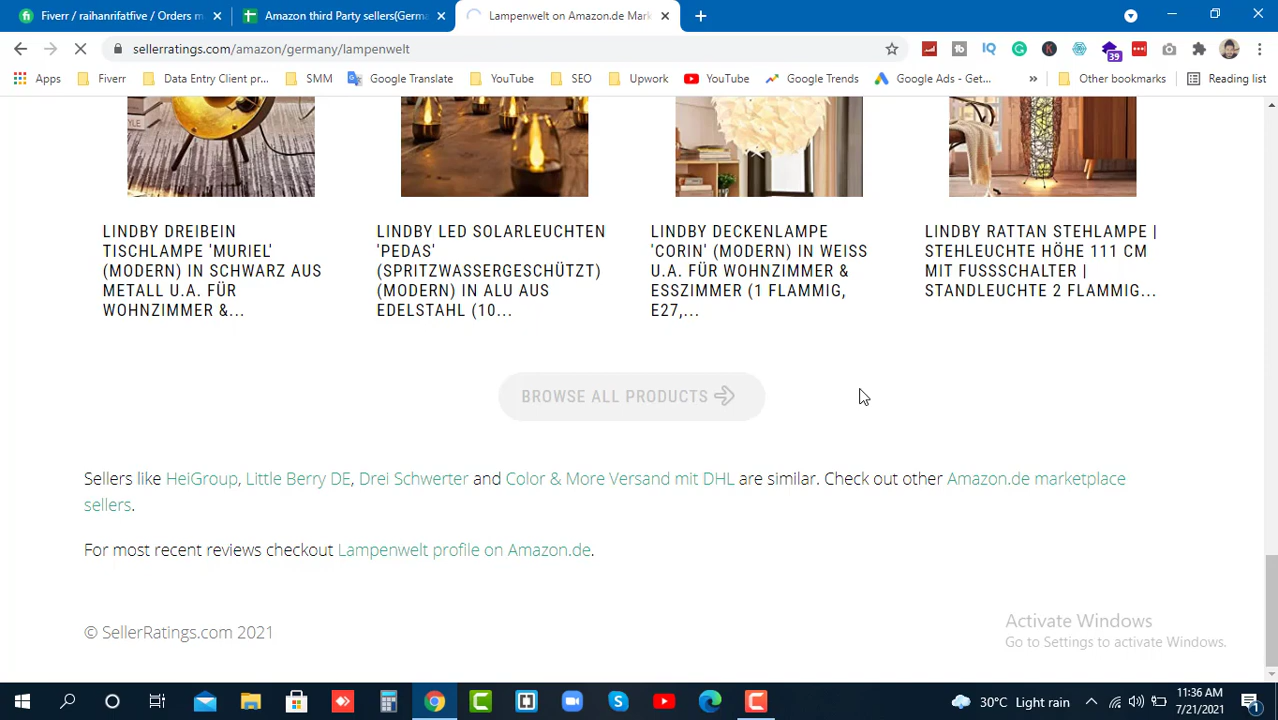 Fiverr / raihanrifatfive / Orders m
Amazon third Party sellers(Germa
Lampenwelt on Amazon.de Mark
sellerratings.com/amazon/germany/lampenwelt
39
Apps
Fiverr
Data Entry Client pr...
SMM
Google Translate
YouTube
SEO
Upwork
YouTube
Google Trends
Google Ads - Get...
»
Other bookmarks
Reading list
LINDBY DREIBEIN
TISCHLAMPE 'MURIEL'
(MODERN) IN SCHWARZ AUS
METALL U.A. FÜR
WOHNZIMMER &...
LINDBY LED SOLARLEUCHTEN
'PEDAS'
(SPRITZWASSERGESCHÜTZT)
(MODERN) IN ALU AUS
EDELSTAHL (10...
LINDBY DECKENLAMPE
'CORIN' (MODERN) IN WEISS
U.A. FÜR WOHNZIMMER &
ESSZIMMER (1 FLAMMIG,
E27,...
LINDBY RATTAN STEHLAMPE |
STEHLEUCHTE HÖHE 111 CM
MIT FUSSSCHALTER |
STANDLEUCHTE 2 FLAMMIG...
BROWSE ALL PRODUCTS
Sellers like HeiGroup, Little Berry DE, Drei Schwerter and Color & More Versand mit DHL are similar. Check out other Amazon.de marketplace
sellers.
For most recent reviews checkout Lampenwelt profile on Amazon.de.
© SellerRatings.com 2021
Activate Windows
Go to Settings to activate Windows.
30°C Light rain
11:36 AM
7/21/2021